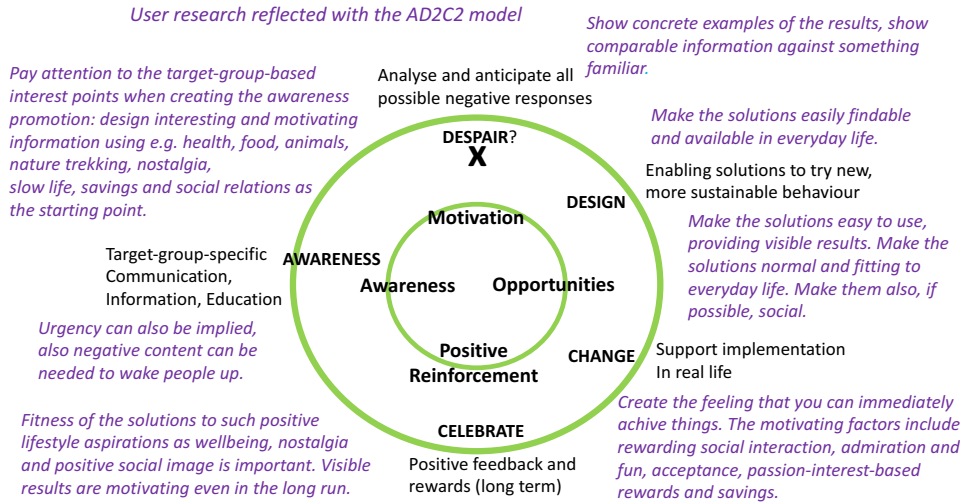 User research reflected with the AD2C2 model
Show concrete examples of the results, show
comparable information against something
familiar.
Pay attention to the target-group-based
interest points when creating the awareness
promotion: design interesting and motivating
information using e.g. health, food, animals,
nature trekking, nostalgia,
slow life, savings and social relations as
the starting point.
Analyse and anticipate all
possible negative responses
DESPAIR?
X
Make the solutions easily findable
and available in everyday life.
Enabling solutions to try new,
more sustainable behaviour
DESIGN
Motivation
Make the solutions easy to use,
providing visible results. Make the
solutions normal and fitting to
everyday life. Make them also, if
possible, social.
Target-group-specific
Communication,
Information, Education
AWARENESS
Awareness
Opportunities
Urgency can also be implied,
also negative content can be
needed to wake people up.
Positive
Reinforcement
CHANGE
Support implementation
In real life
Fitness of the solutions to such positive
lifestyle aspirations as wellbeing, nostalgia
and positive social image is important. Visible
results are motivating even in the long run.
CELEBRATE
Positive feedback and
rewards (long term)
Create the feeling that you can immediately
achive things. The motivating factors include
rewarding social interaction, admiration and
fun, acceptance, passion-interest-based
rewards and savings.